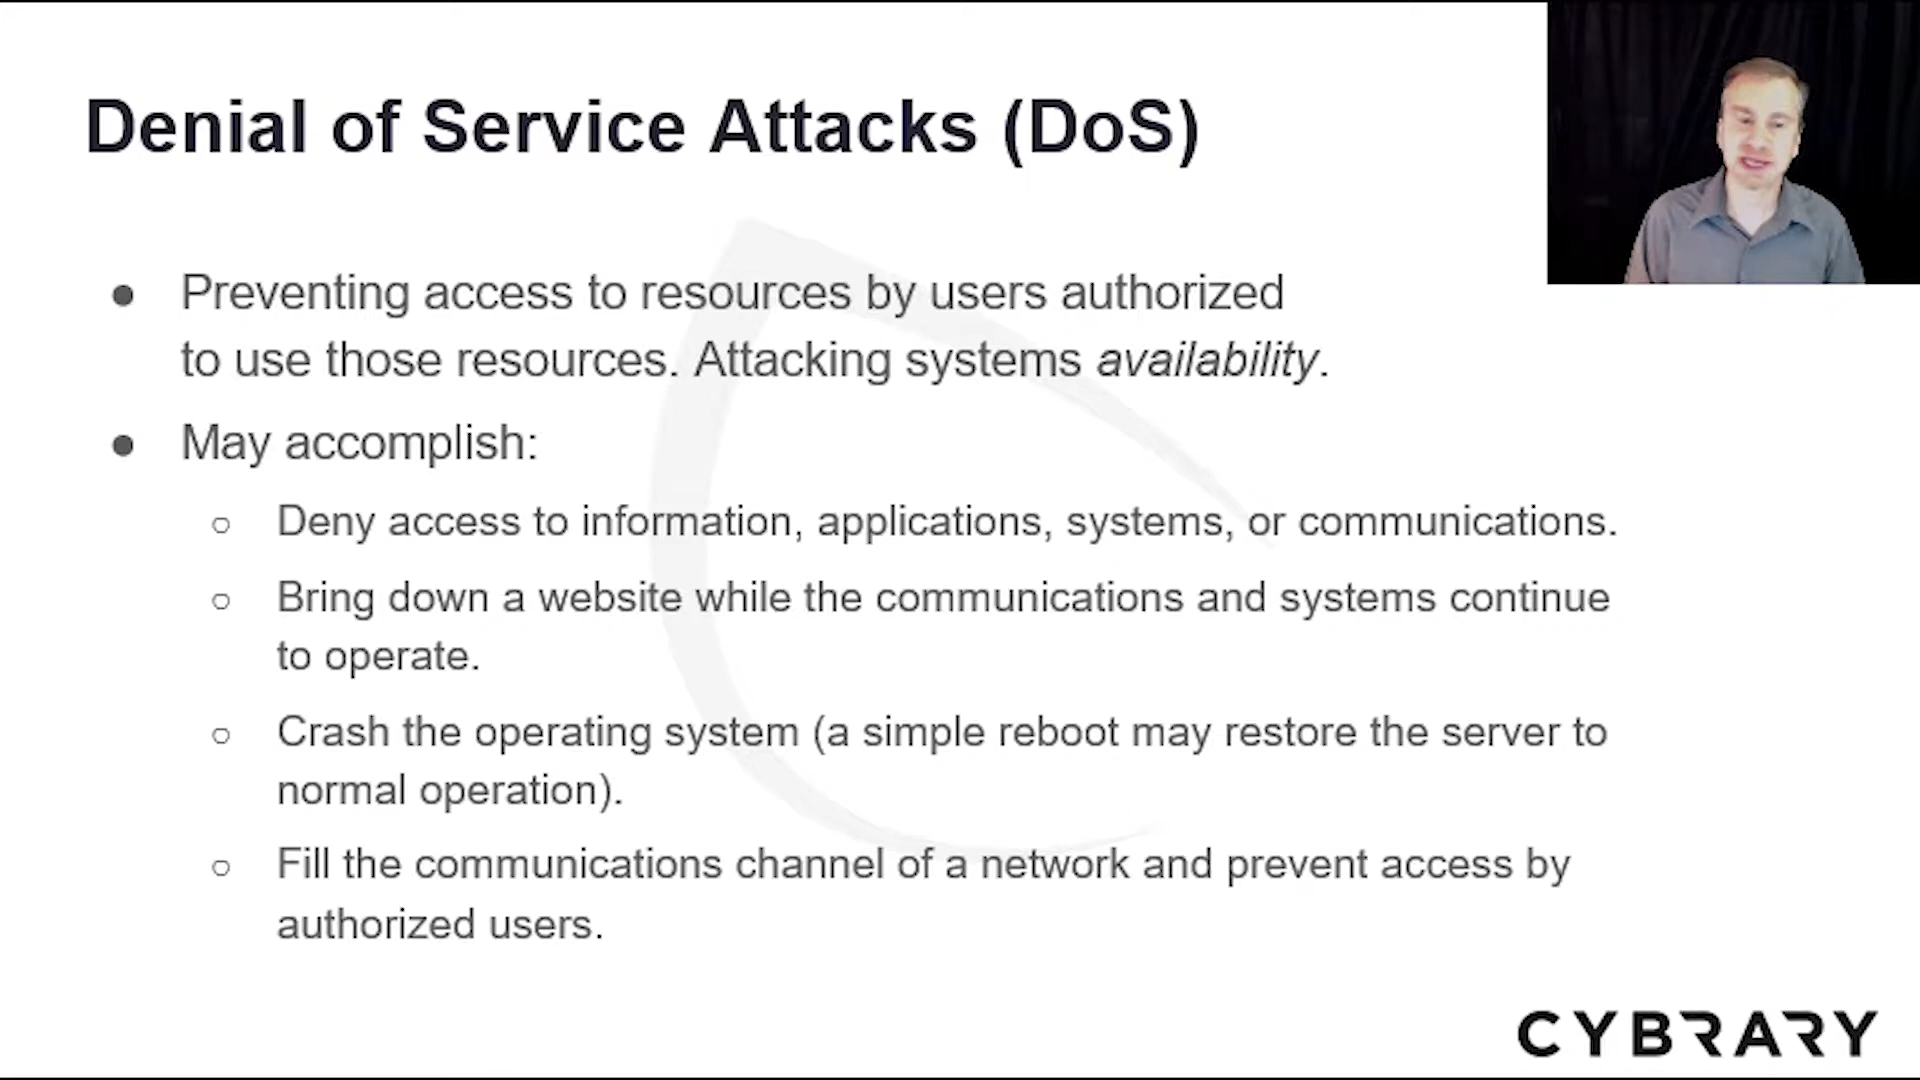 Denial of Service Attacks (DoS)
● Preventing access to resources by users authorized
to use those resources. Attacking systems availability.
● May accomplish:
○ Deny access to information, applications, systems, or communications.
○ Bring down a website while the communications and systems continue
to operate.
○ Crash the operating system (a simple reboot may restore the server to
normal operation).
○ Fill the communications channel of a network and prevent access by
authorized users.
CYBRARY